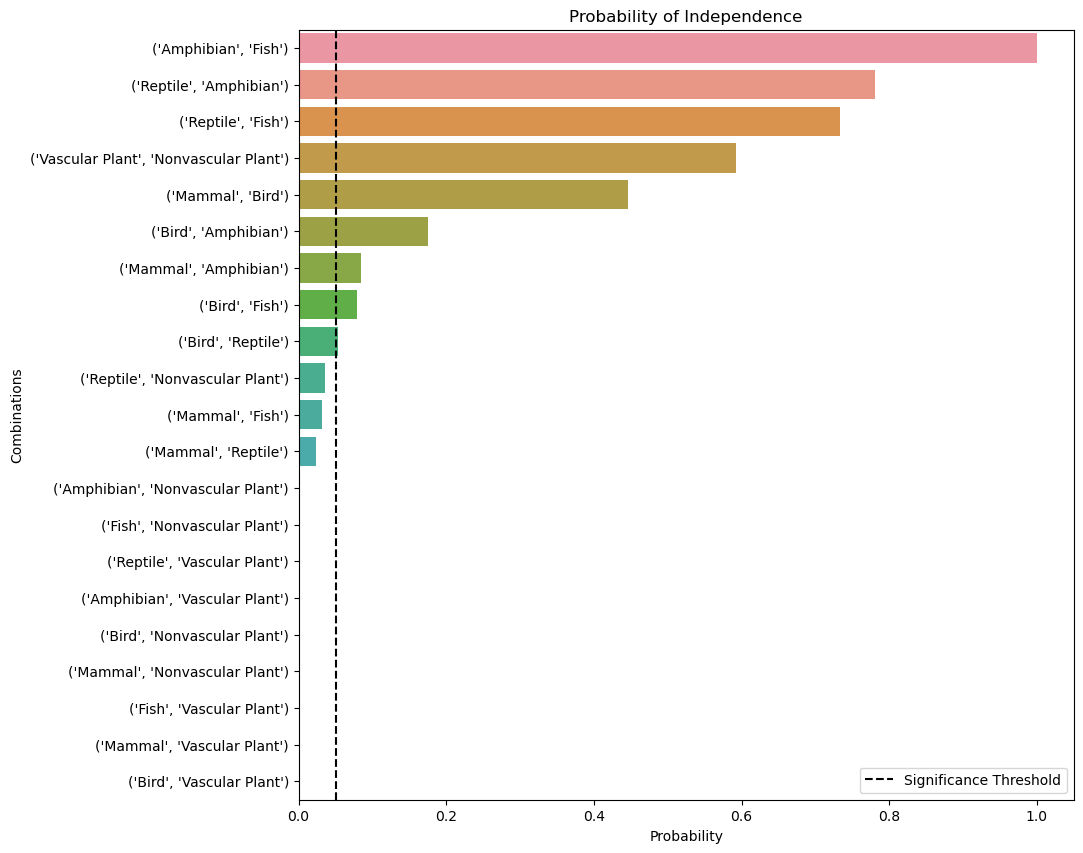 Probability of Independence
('Amphibian', 'Fish')
('Reptile', 'Amphibian')
('Reptile', 'Fish')
('Vascular Plant', 'Nonvascular Plant')
('Mammal', 'Bird')
('Bird', 'Amphibian')
('Mammal', 'Amphibian')
('Bird', 'Fish')
('Bird', 'Reptile')
('Reptile', 'Nonvascular Plant')
('Mammal', 'Fish')
('Mammal', 'Reptile')
('Amphibian', 'Nonvascular Plant')
('Fish', 'Nonvascular Plant')
('Reptile', 'Vascular Plant')
('Amphibian', 'Vascular Plant')
('Bird', 'Nonvascular Plant')
('Mammal', 'Nonvascular Plant')
('Fish', 'Vascular Plant')
('Mammal', 'Vascular Plant')
('Bird', 'Vascular Plant')
Combinations
Significance Threshold
0.0 0.2 0.4 0.6 0.8 1.0
Probability